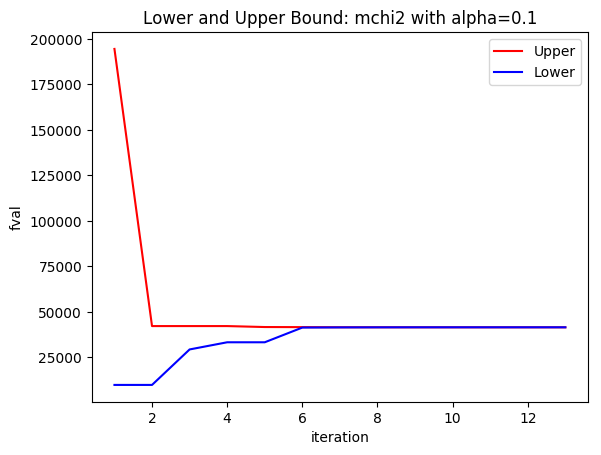 Lower and Upper Bound: mchi2 with alpha=0.1
200000
175000
150000
125000
100000
75000
50000
25000
fval
Upper
Lower
2 4 6 8 10 12
iteration